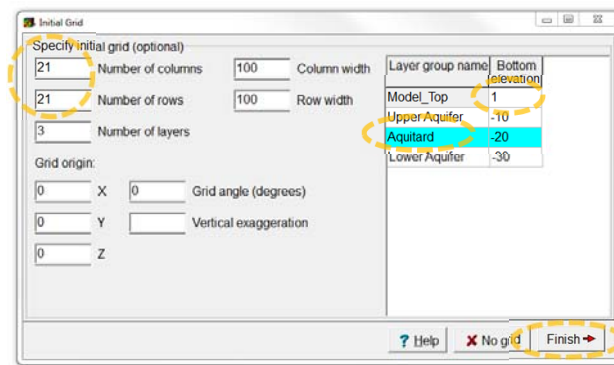 Initial Grid
Specify initial grid (optional)
21 Number of columns 100 Column width
21 Number of rows 100 Row width
3 Number of layers
Grid origin:
0 X 0 Grid angle (degrees)
0 Y Vertical exaggeration
0 Z
Layer group name Bottom elevation
Model_Top 1
Upper Aquifer -10
Aquitard -20
Lower Aquifer -30
? Help No grid Finish